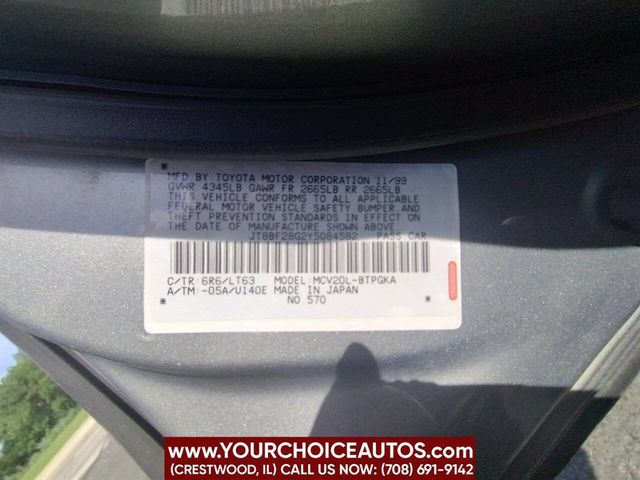 MFD.BY:TOYOTA MOTOR CORPORATION 11/99
GVWR 4345LB GAWR FR 2665LB RR 2665LB
THIS VEHICLE CONFORMS TO ALL APPLICABLE
FEDERAL MOTOR VEHICLE SAFETY,BUMPER AND
THEFT PREVENTION STANDARDS IN EFFECT ON
THE DATE OF MANUFACTURE SHOWN ABOVE.
JT8BF28G2Y5084582 PASS CAR
C/TR: 6R6/LT63 MODEL: MCV20L-BTPGKA
A/TM: -05A/U140E MADE IN JAPAN
NO 570
WWW.YOURCHOICEAUTOS.COM
(CRESTWOOD, IL) CALL US NOW: (708) 691-9142